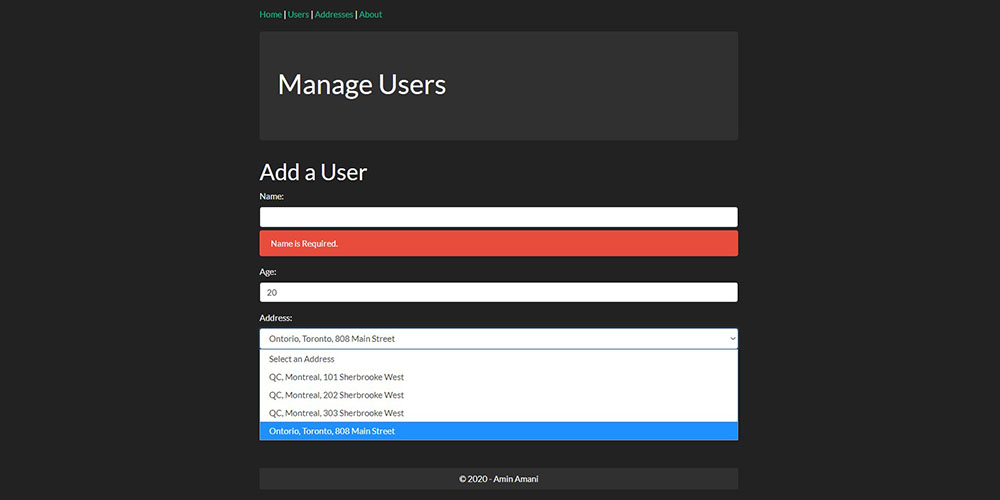 Home | Users | Addresses | About
Manage Users
Add a User
Name:
Name is Required.
Age:
20
Address:
Ontorio, Toronto, 808 Main Street
Select an Address
QC, Montreal, 101 Sherbrooke West
QC, Montreal, 202 Sherbrooke West
QC, Montreal, 303 Sherbrooke West
Ontorio, Toronto, 808 Main Street
© 2020 - Amin Amani